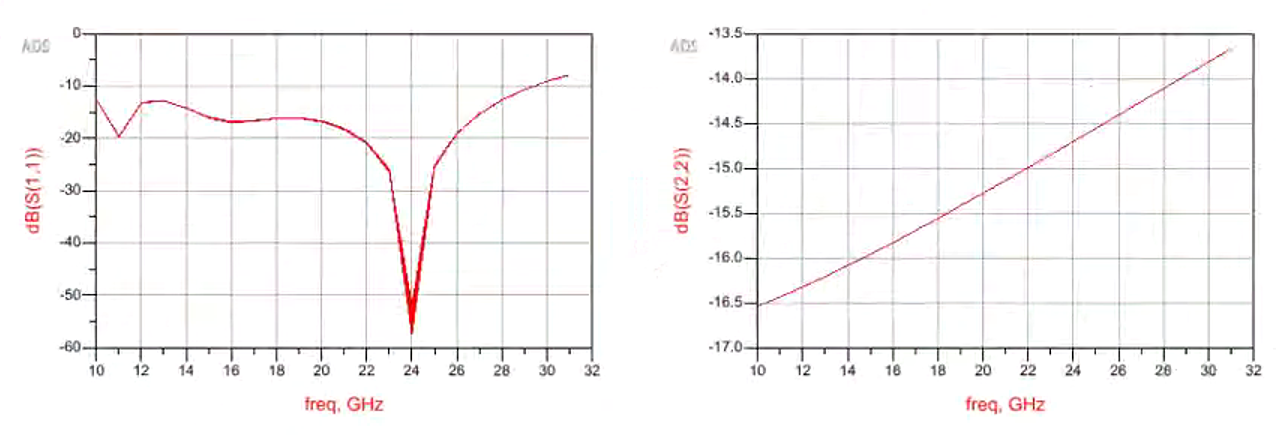 ADS
0
-10
-20
-30
-40
-50
-60
dB(S(1,1))
10 12 14 16 18 20 22 24 26 28 30 32
freq, GHz
ADS
-13.5
-14.0
-14.5
-15.0
-15.5
-16.0
-16.5
-17.0
dB(S(2,2))
10 12 14 16 18 20 22 24 26 28 30 32
freq, GHz